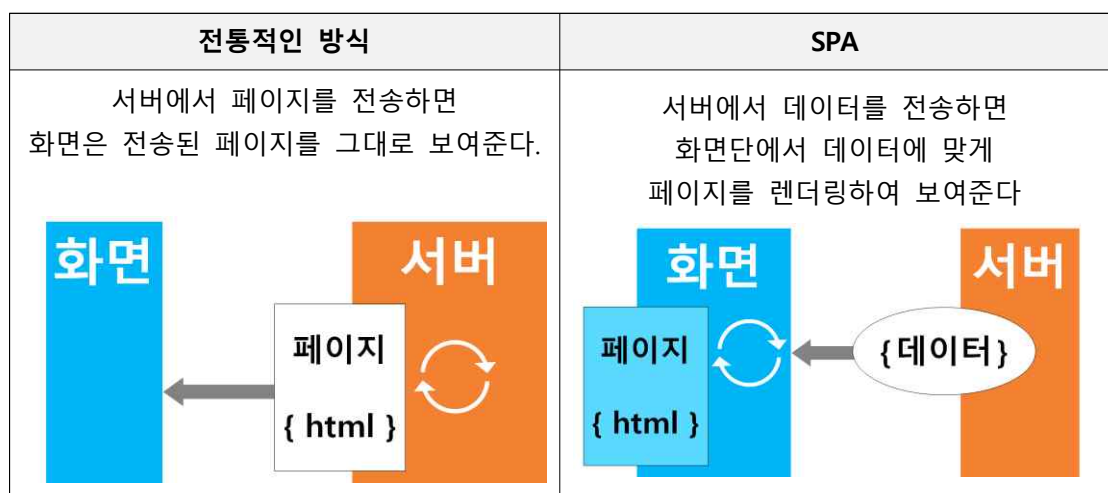 전통적인 방식
SPA
서버에서 페이지를 전송하면
화면은 전송된 페이지를 그대로 보여준다.
서버에서 데이터를 전송하면
화면단에서 데이터에 맞게
페이지를 렌더링하여 보여준다
화면
서버
페이지
{ html }
화면
서버
페이지
{ html }
{데이터}